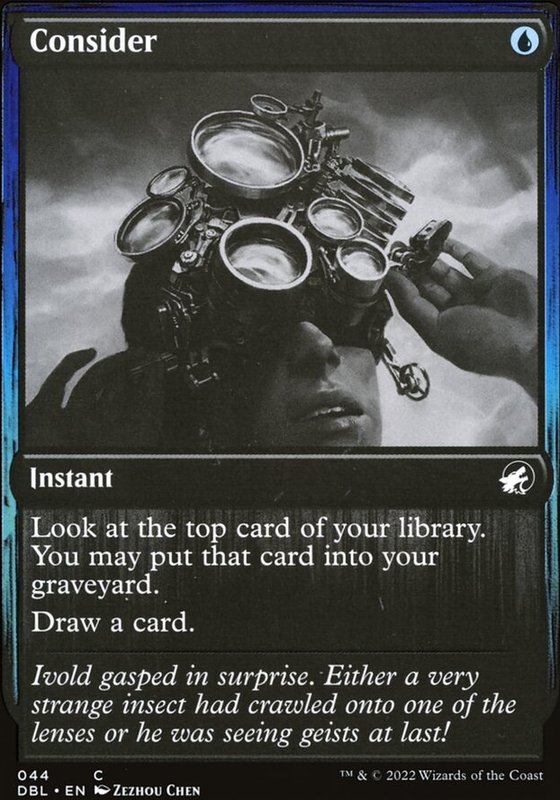 Consider
Instant
Look at the top card of your library.
You may put that card into your
graveyard.
Draw a card.
Ivold gasped in surprise. Either a very
strange insect had crawled onto one of the
lenses or he was seeing geists at last!
044 C
DBL • EN Zezhou Chen
™ & © 2022 Wizards of the Coast